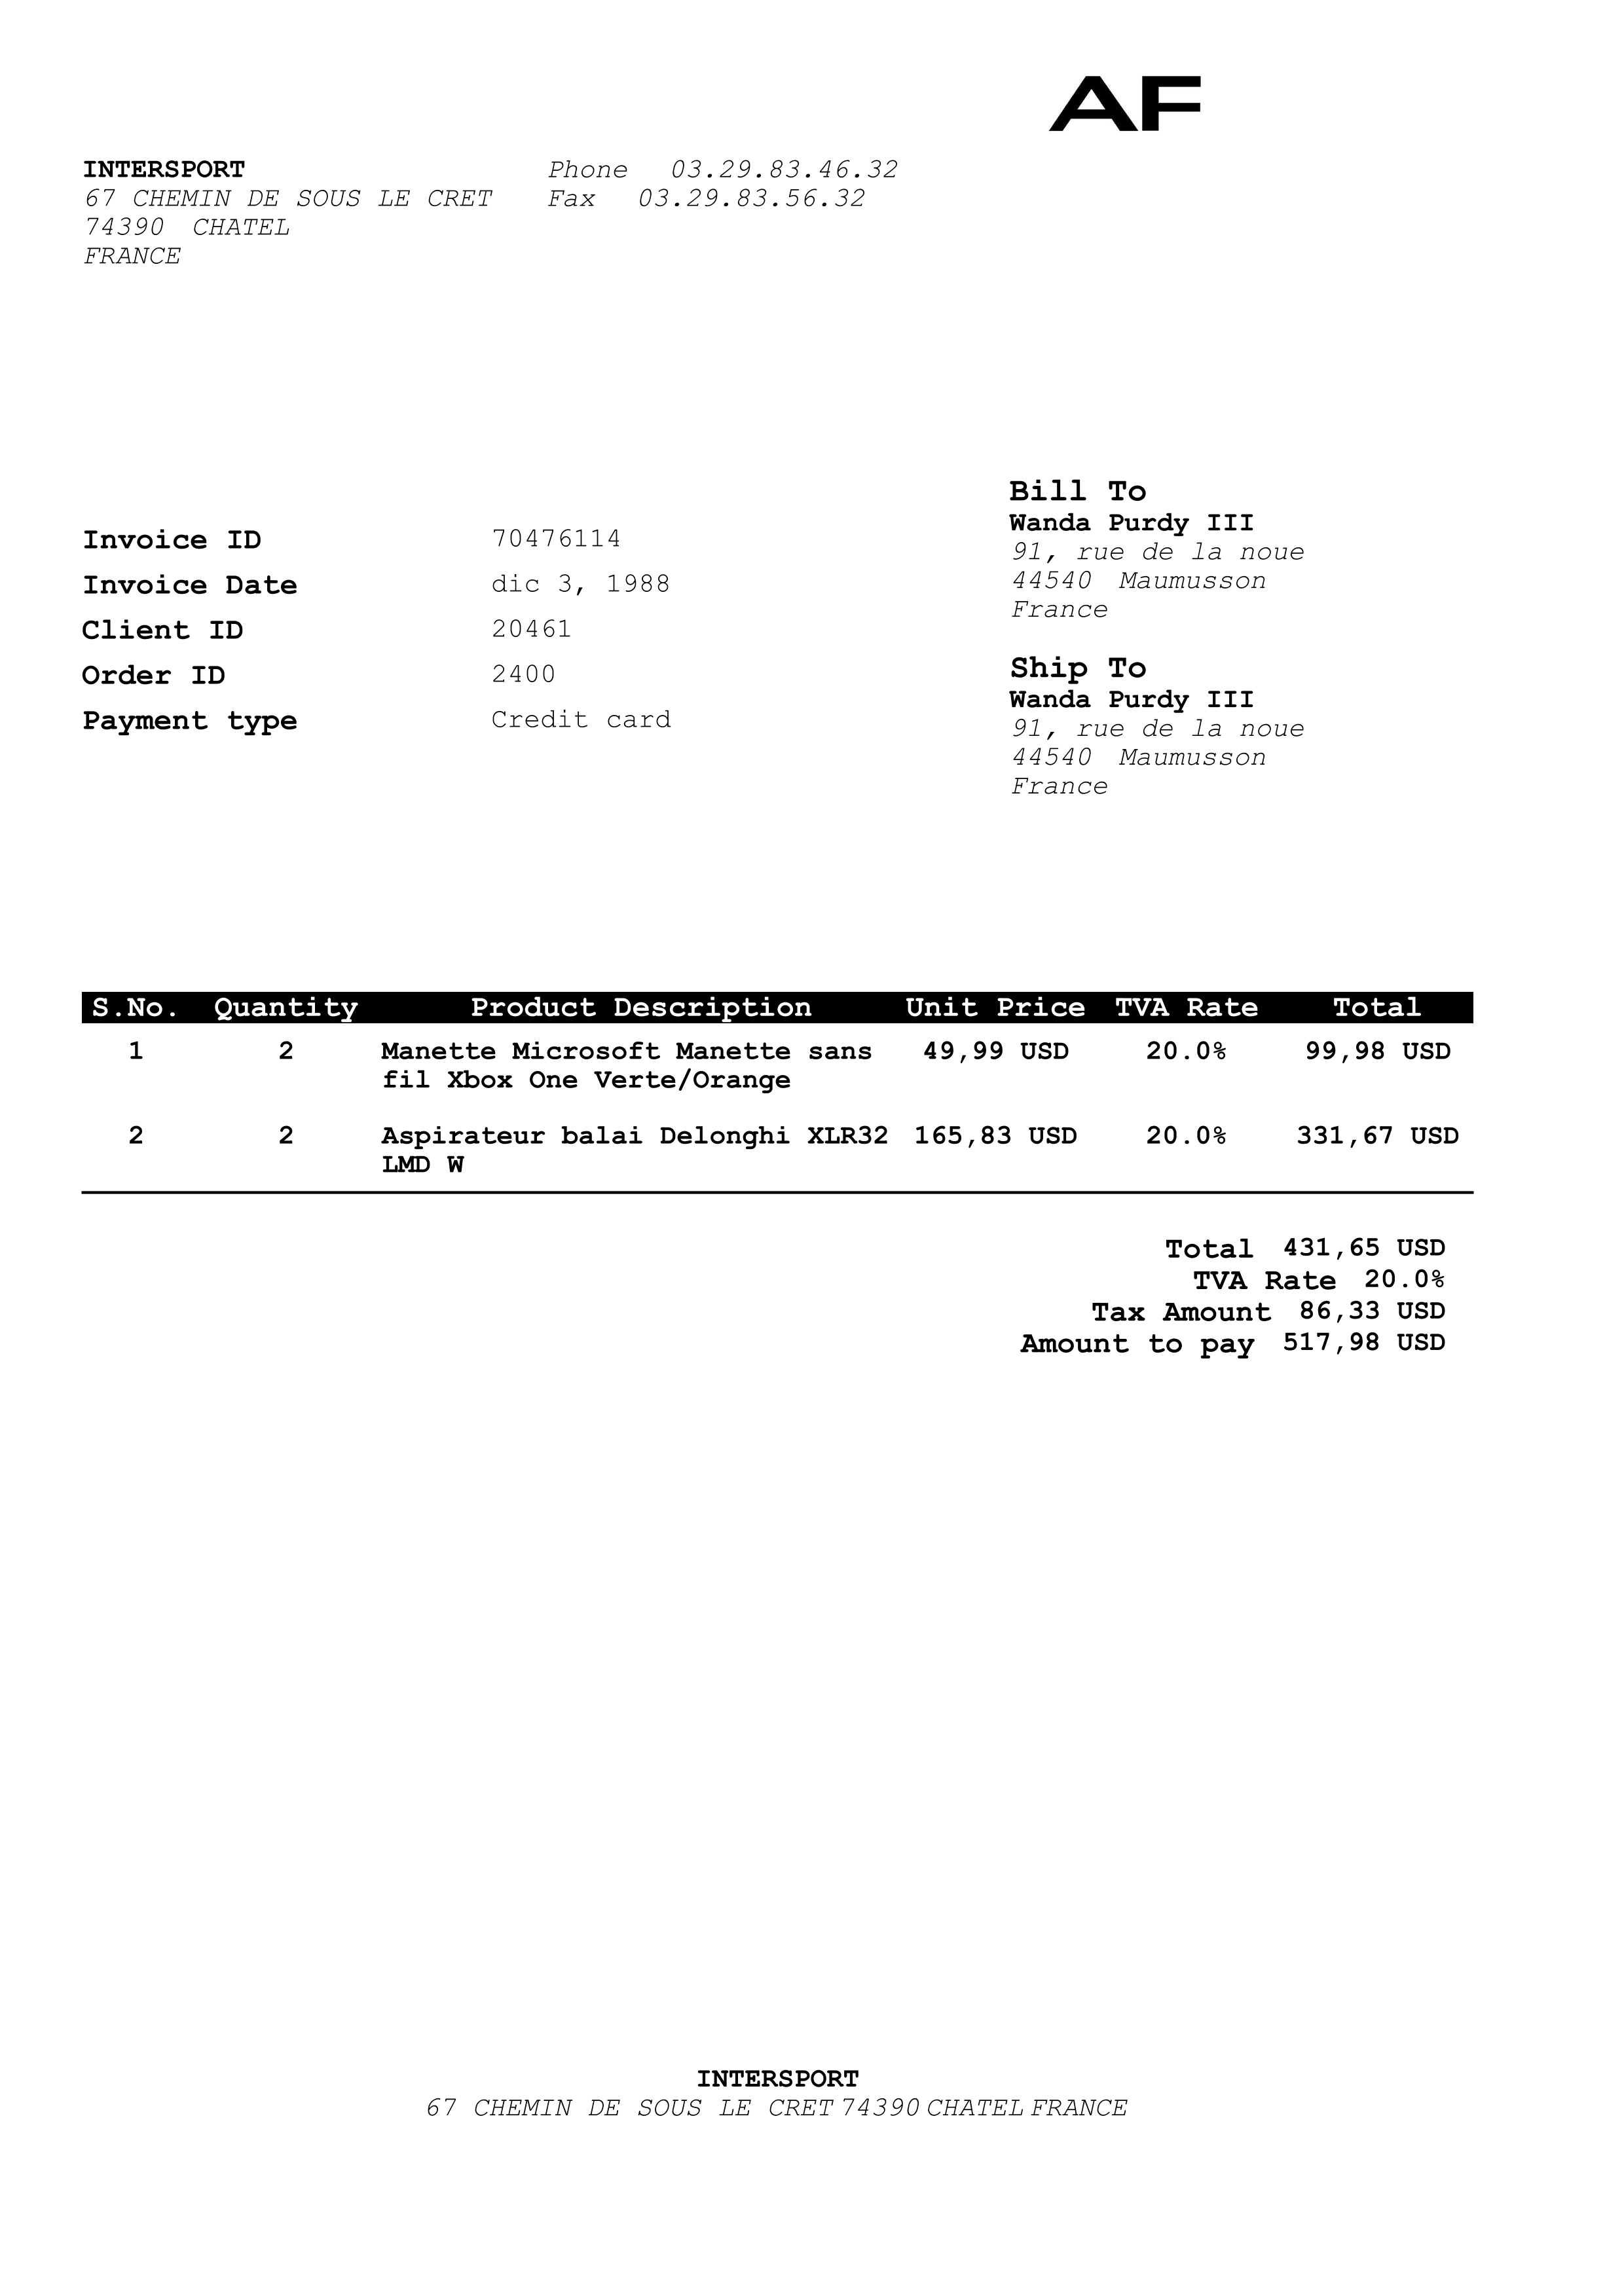 AF
INTERSPORT
67 CHEMIN DE SOUS LE CRET
74390 CHATEL
FRANCE
Phone 03.29.83.46.32
Fax 03.29.83.56.32
Invoice ID 70476114
Invoice Date dic 3, 1988
Client ID 20461
Order ID 2400
Payment type Credit card
Bill To
Wanda Purdy III
91, rue de la noue
44540 Maumusson
France
Ship To
Wanda Purdy III
91, rue de la noue
44540 Maumusson
France
S.No. Quantity Product Description Unit Price TVA Rate Total
1 2 Manette Microsoft Manette sans 49,99 USD 20.0% 99,98 USD
fil Xbox One Verte/Orange
2 2 Aspirateur balai Delonghi XLR32 165,83 USD 20.0% 331,67 USD
LMD W
Total 431,65 USD
TVA Rate 20.0%
Tax Amount 86,33 USD
Amount to pay 517,98 USD
INTERSPORT
67 CHEMIN DE SOUS LE CRET 74390 CHATEL FRANCE